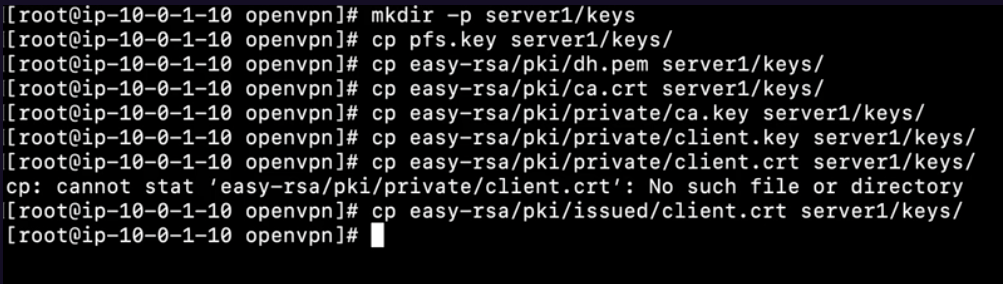 [root@ip-10-0-1-10 openvpn]# mkdir -p server1/keys
[root@ip-10-0-1-10 openvpn]# cp pfs.key server1/keys/
[root@ip-10-0-1-10 openvpn]# cp easy-rsa/pki/dh.pem server1/keys/
[root@ip-10-0-1-10 openvpn]# cp easy-rsa/pki/ca.crt server1/keys/
[root@ip-10-0-1-10 openvpn]# cp easy-rsa/pki/private/ca.key server1/keys/
[root@ip-10-0-1-10 openvpn]# cp easy-rsa/pki/private/client.key server1/keys/
[root@ip-10-0-1-10 openvpn]# cp easy-rsa/pki/private/client.crt server1/keys/
cp: cannot stat ‘easy-rsa/pki/private/client.crt’: No such file or directory
[root@ip-10-0-1-10 openvpn]# cp easy-rsa/pki/issued/client.crt server1/keys/
[root@ip-10-0-1-10 openvpn]#